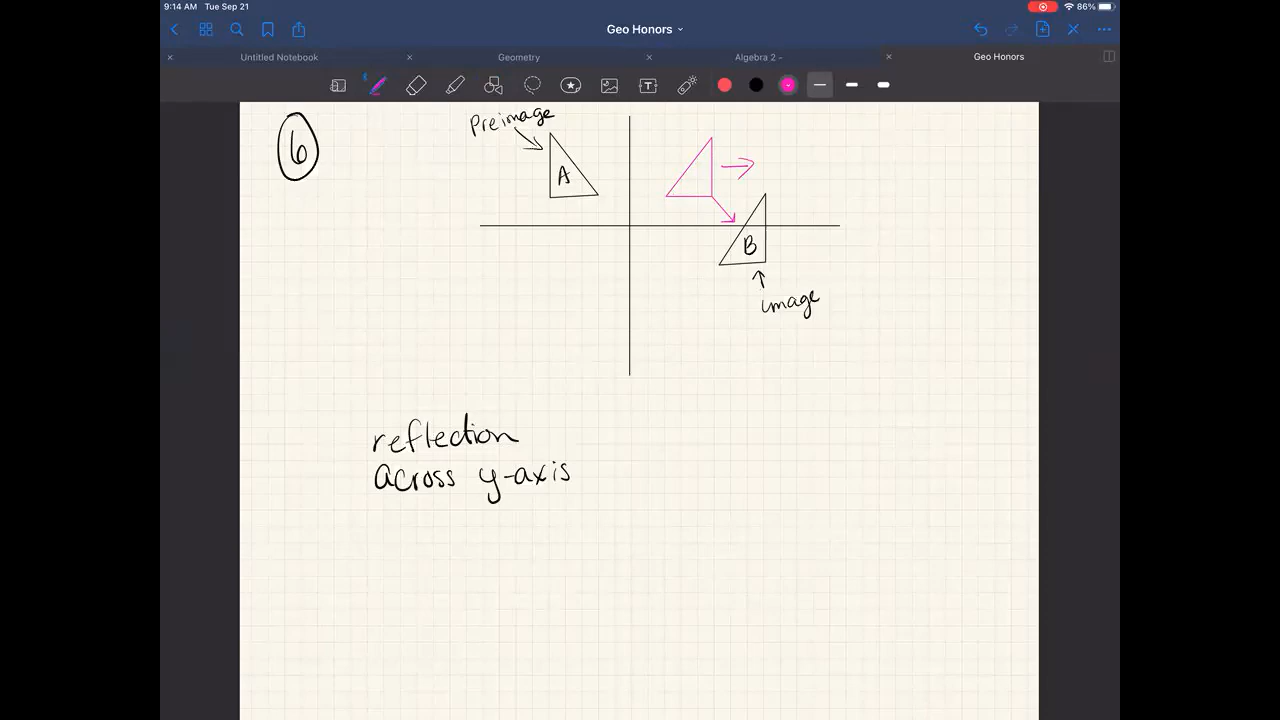 9:14 AM Tue Sep 21
86%
Geo Honors
Untitled Notebook
Geometry
Algebra 2 -
Geo Honors
6
Preimage
A
B
image
reflection
across y-axis